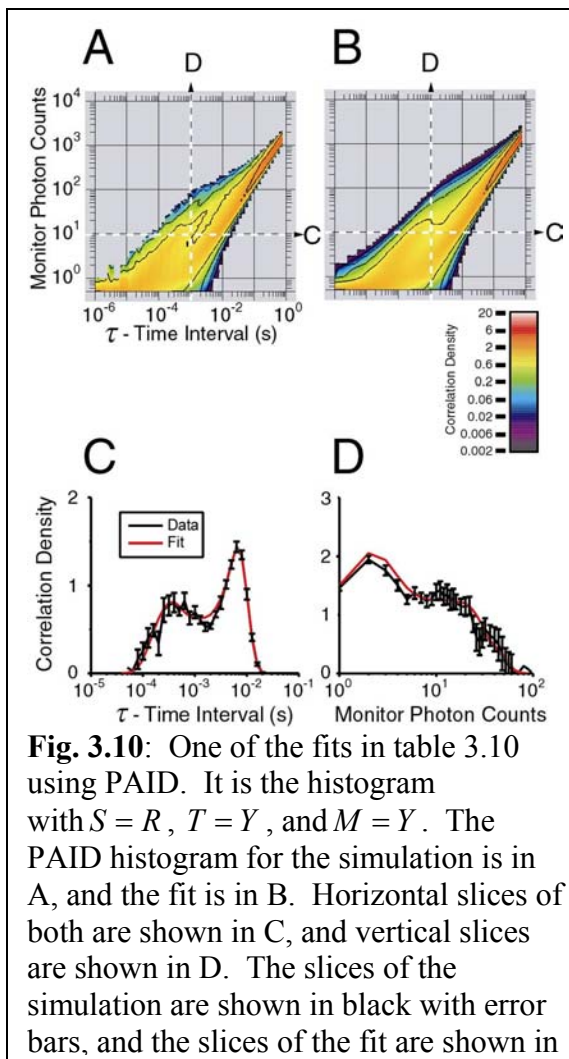 A
B
D
D
Monitor Photon Counts
10^4
10^3
10^2
10^1
10^0
C
C
10^-6 10^-4 10^-2 10^0
τ - Time Interval (s)
τ - Time Interval (s)
Correlation Density
20
6
2
0.6
0.2
0.06
0.02
0.006
0.002
C
D
Correlation Density
2
1
0
Data
Fit
3
2
1
0
10^-5 10^-4 10^-3 10^-2 10^-1
10^0 10^1 10^2
τ - Time Interval (s)
Monitor Photon Counts
Fig. 3.10: One of the fits in table 3.10
using PAID. It is the histogram
with S = R , T = Y , and M = Y . The
PAID histogram for the simulation is in
A, and the fit is in B. Horizontal slices of
both are shown in C, and vertical slices
are shown in D. The slices of the
simulation are shown in black with error
bars, and the slices of the fit are shown in